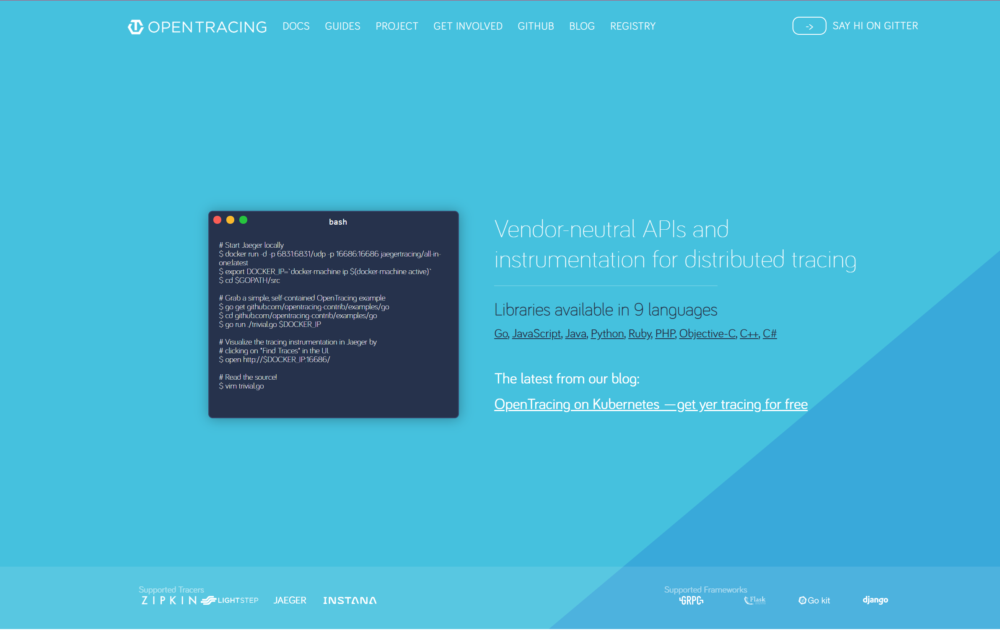 OPENTRACING DOCS GUIDES PROJECT GET INVOLVED GITHUB BLOG REGISTRY -> SAY HI ON GITTER
bash
# Start Jaeger locally
$ docker run -d -p 6831:6831/udp -p 16686:16686 jaegertracing/all-in-
one:latest
$ export DOCKER_IP=`docker-machine ip $(docker-machine active)`
$ cd $GOPATH/src
# Grab a simple, self-contained OpenTracing example
$ go get github.com/opentracing-contrib/examples/go
$ cd github.com/opentracing-contrib/examples/go
$ go run ./trivial.go $DOCKER_IP
# Visualize the tracing instrumentation in Jaeger by
# clicking on "Find Traces" in the UI.
$ open http://$DOCKER_IP:16686/
# Read the source!
$ vim trivial.go
Vendor-neutral APIs and
instrumentation for distributed tracing
Libraries available in 9 languages
Go, JavaScript, Java, Python, Ruby, PHP, Objective-C, C++, C#
The latest from our blog:
OpenTracing on Kubernetes —get yer tracing for free
Supported Tracers
ZIPKIN LIGHTSTEP JAEGER INSTANA
Supported Frameworks
GRPC Flask Go kit django